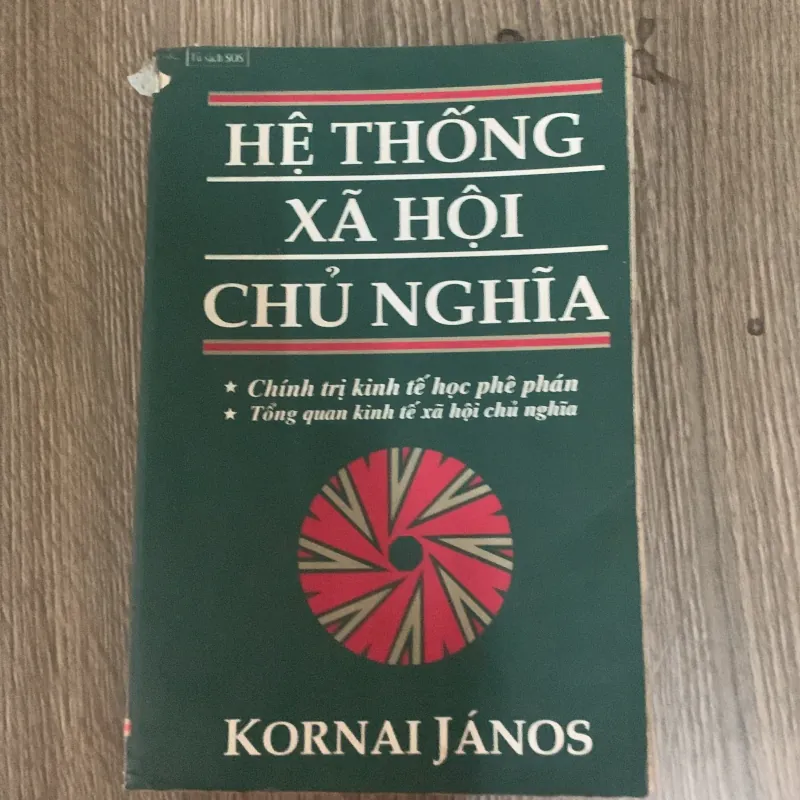 Tủ sách SOS
HỆ THỐNG
XÃ HỘI
CHỦ NGHĨA
★ Chính trị kinh tế học phê phán
★ Tổng quan kinh tế xã hội chủ nghĩa
KORNAI JÁNOS